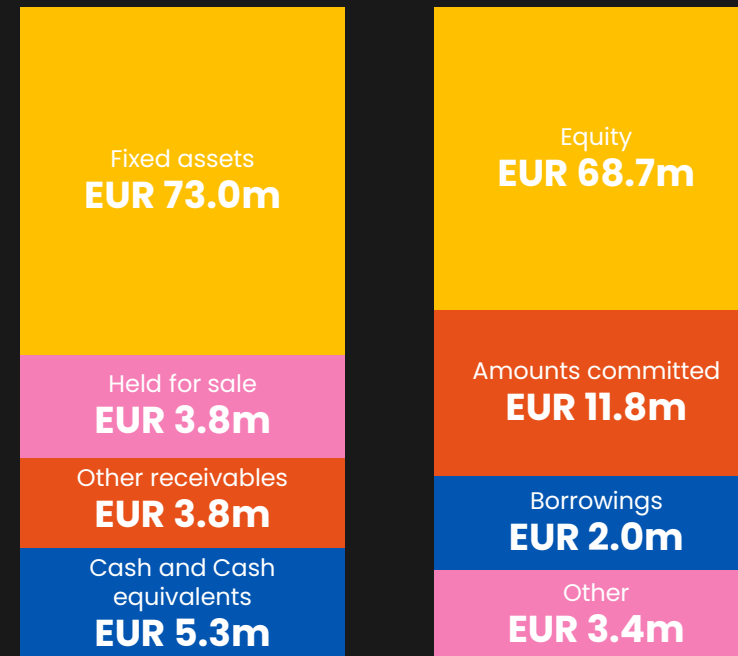 Fixed assets
EUR 73.0m
Held for sale
EUR 3.8m
Other receivables
EUR 3.8m
Cash and Cash
equivalents
EUR 5.3m
Equity
EUR 68.7m
Amounts committed
EUR 11.8m
Borrowings
EUR 2.0m
Other
EUR 3.4m